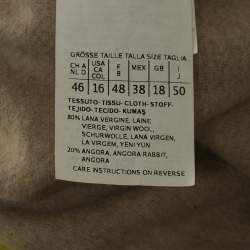 GRÖSSE TAILLE TALLA SIZE TAGLIA
CH A NL D USA CA CO F B MEX GB I J
46 16 48 38 18 50
TESSUTO-TISSU-CLOTH-STOFF-
TEJIDO-TECIDO-KUMAŞ
80% LANA VERGINE, LAINE
VIERGE, VIRGIN WOOL,
SCHURWOLLE, LANA VIRGEN,
LA VIRGEM, YENI YUN
20% ANGORA, ANGORA RABBIT,
ANGORA
CARE INSTRUCTIONS ON REVERSE